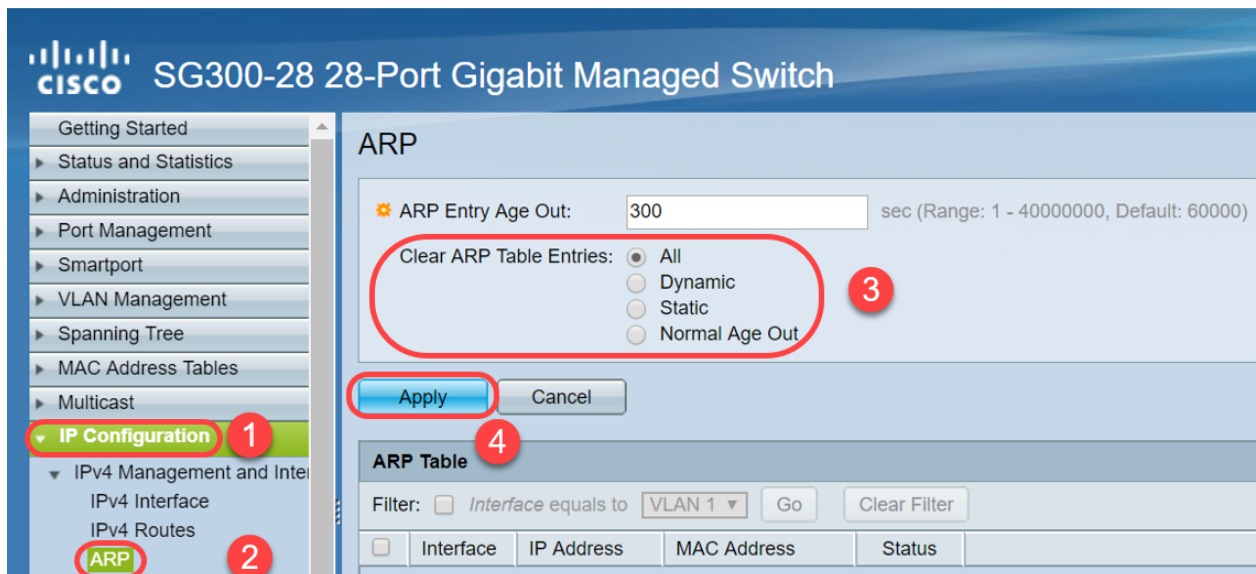 CISCO SG300-28 28-Port Gigabit Managed Switch
Getting Started
Status and Statistics
Administration
Port Management
Smartport
VLAN Management
Spanning Tree
MAC Address Tables
Multicast
IP Configuration 1
IPv4 Management and Inter
IPv4 Interface
IPv4 Routes
ARP 2
ARP
ARP Entry Age Out: 300 sec (Range: 1 - 40000000, Default: 60000)
Clear ARP Table Entries: All
Dynamic
3
Static
Normal Age Out
Apply Cancel
4
ARP Table
Filter: Interface equals to VLAN 1 Go Clear Filter
Interface IP Address MAC Address Status